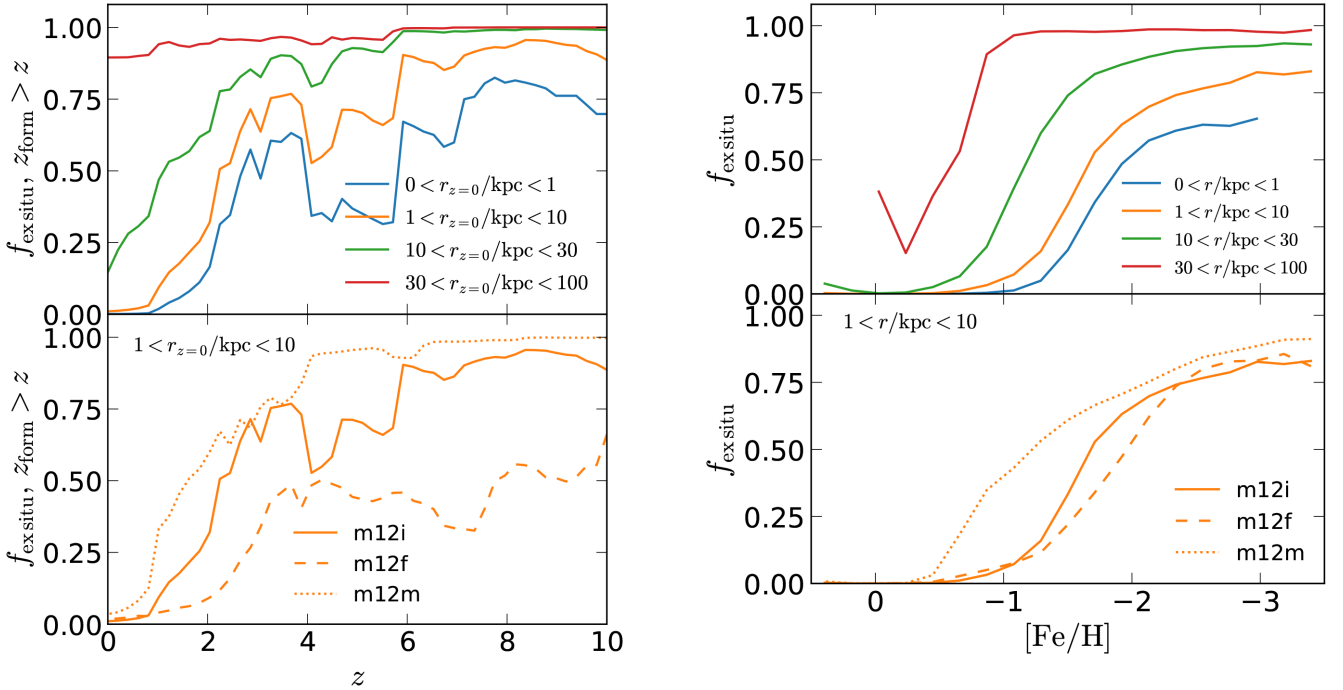 1.00
0.75
0.50
0.25
0.00
f_ex situ, z_form > z
0 < r_z=0/kpc < 1
1 < r_z=0/kpc < 10
10 < r_z=0/kpc < 30
30 < r_z=0/kpc < 100
1.00
0.75
0.50
0.25
0.00
f_ex situ, z_form > z
1 < r_z=0/kpc < 10
m12i
m12f
m12m
0 2 4 6 8 10
z
1.00
0.75
0.50
0.25
0.00
f_ex situ
0 < r/kpc < 1
1 < r/kpc < 10
10 < r/kpc < 30
30 < r/kpc < 100
1.00
0.75
0.50
0.25
0.00
f_ex situ
1 < r/kpc < 10
m12i
m12f
m12m
0 −1 −2 −3
[Fe/H]